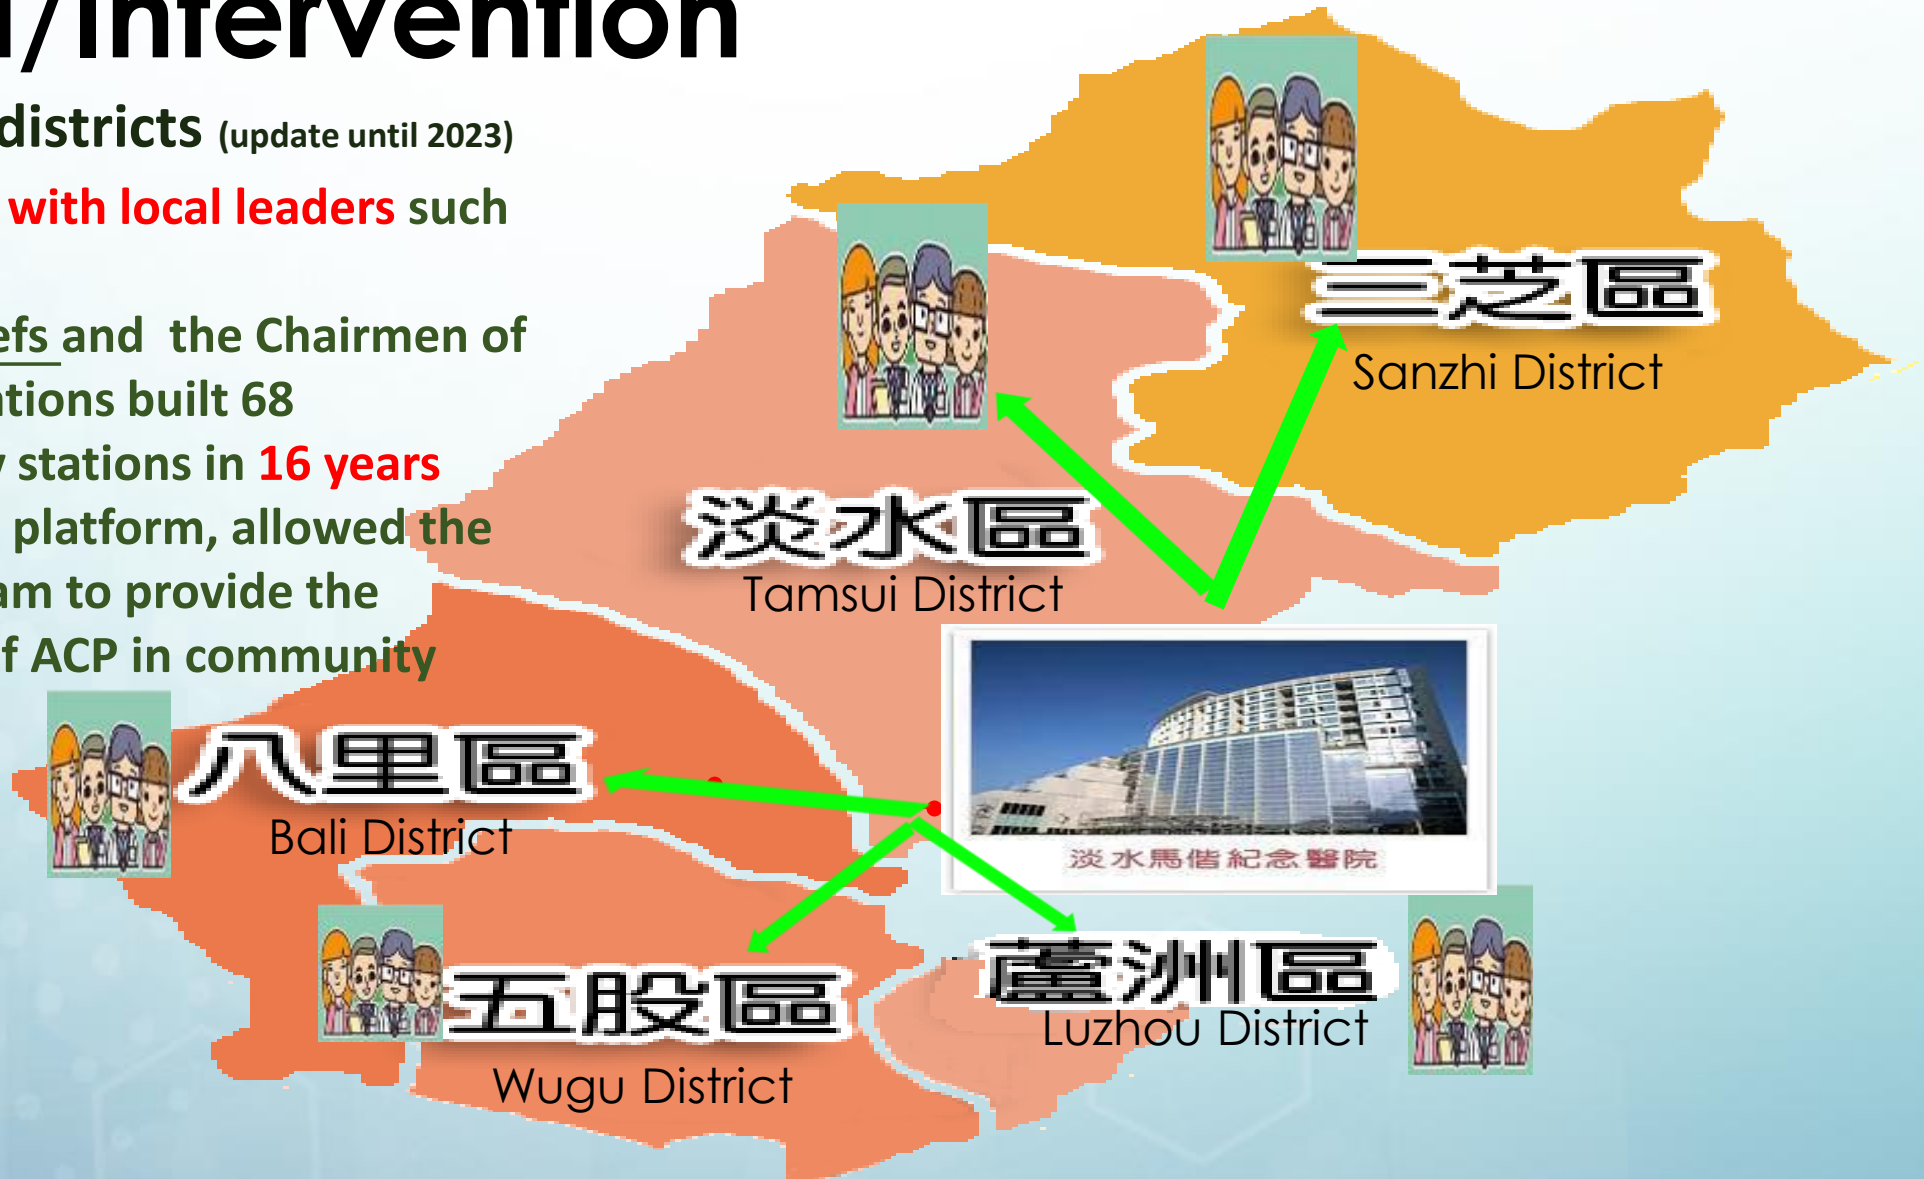 /Intervention
districts (update until 2023)
with local leaders such
efs and the Chairmen of
ations built 68
y stations in 16 years
platform, allowed the
am to provide the
f ACP in community
三芝區
Sanzhi District
淡水區
Tamsui District
淡水馬偕紀念醫院
八里區
Bali District
五股區
Wugu District
蘆洲區
Luzhou District